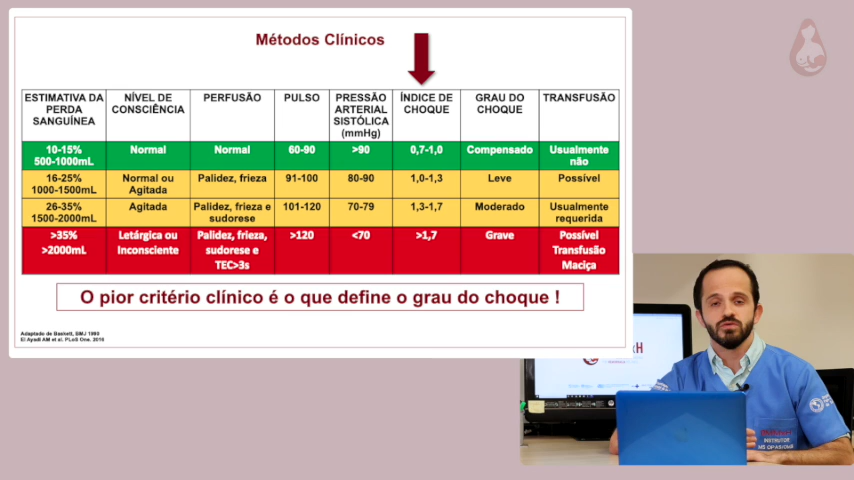 Métodos Clínicos
ESTIMATIVA DA PERDA SANGUÍNEA NÍVEL DE CONSCIÊNCIA PERFUSÃO PULSO PRESSÃO ARTERIAL SISTÓLICA (mmHg) ÍNDICE DE CHOQUE GRAU DO CHOQUE TRANSFUSÃO
10-15% 500-1000mL Normal Normal 60-90 >90 0,7-1,0 Compensado Usualmente não
16-25% 1000-1500mL Normal ou Agitada Palidez, frieza 91-100 80-90 1,0-1,3 Leve Possível
26-35% 1500-2000mL Agitada Palidez, frieza e sudorese 101-120 70-79 1,3-1,7 Moderado Usualmente requerida
>35% >2000mL Letárgica ou Inconsciente Palidez, frieza, sudorese e TEC>3s >120 <70 >1,7 Grave Possível Transfusão Maciça
O pior critério clínico é o que define o grau do choque !
Adaptado de Baskett, BMJ 1990
El Ayadi AM et al. PLoS One. 2016
INSTRUTOR